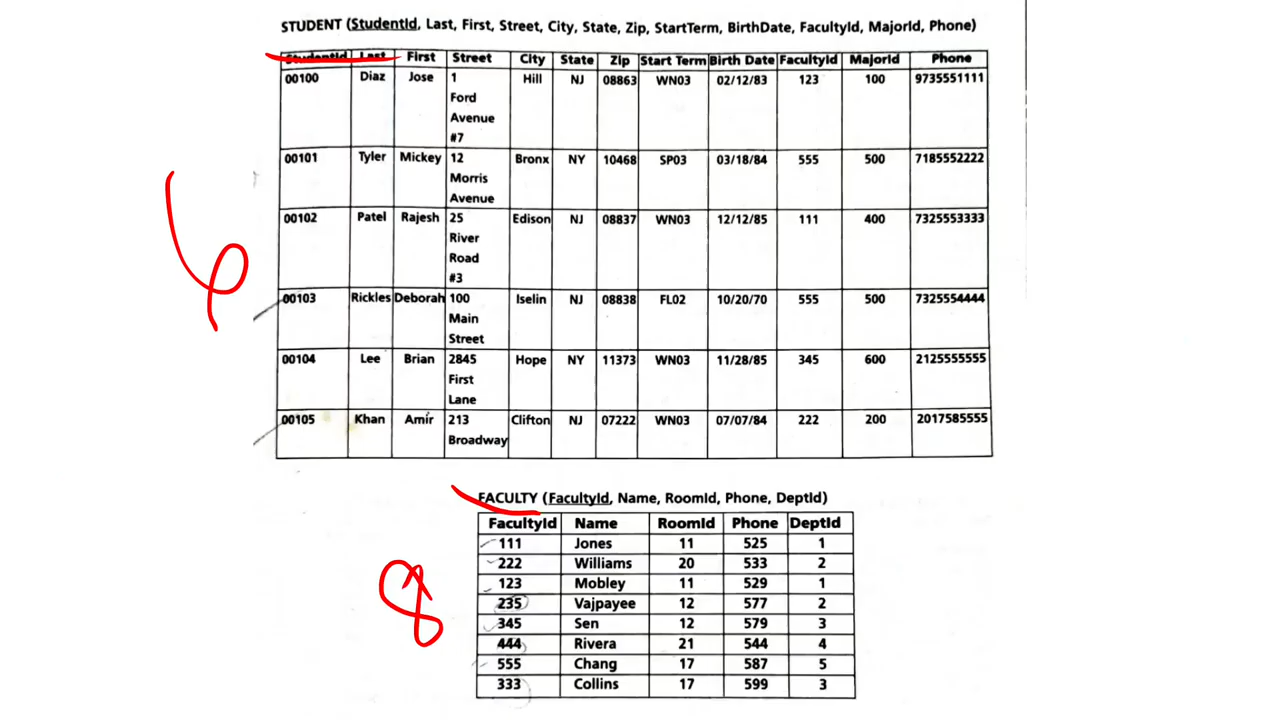 STUDENT (StudentId, Last, First, Street, City, State, Zip, StartTerm, BirthDate, FacultyId, MajorId, Phone)
StudentId Last First Street City State Zip Start Term Birth Date FacultyId MajorId Phone
00100 Diaz Jose 1 Hill NJ 08863 WN03 02/12/83 123 100 9735551111
Ford
Avenue
#7
00101 Tyler Mickey 12 Bronx NY 10468 SP03 03/18/84 555 500 7185552222
Morris
Avenue
00102 Patel Rajesh 25 Edison NJ 08837 WN03 12/12/85 111 400 7325553333
River
Road
#3
00103 Rickles Deborah 100 Iselin NJ 08838 FL02 10/20/70 555 500 7325554444
Main
Street
00104 Lee Brian 2845 Hope NY 11373 WN03 11/28/85 345 600 2125555555
First
Lane
00105 Khan Amir 213 Clifton NJ 07222 WN03 07/07/84 222 200 2017585555
Broadway
6
FACULTY (FacultyId, Name, RoomId, Phone, DeptId)
FacultyId Name RoomId Phone DeptId
111 Jones 11 525 1
222 Williams 20 533 2
123 Mobley 11 529 1
235 Vajpayee 12 577 2
345 Sen 12 579 3
444 Rivera 21 544 4
555 Chang 17 587 5
333 Collins 17 599 3
8